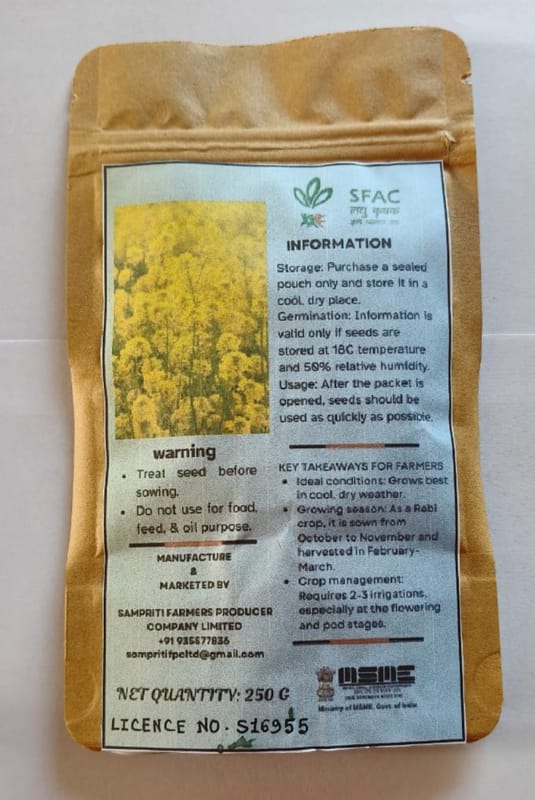 SFAC
लघु कृषक
INFORMATION
Storage: Purchase a sealed
pouch only and store it in a
cool, dry place.
Germination: Information is
valid only if seeds are
stored at 18C temperature
and 50% relative humidity.
Usage: After the packet is
opened, seeds should be
used as quickly as possible.
warning
• Treat seed before
sowing.
• Do not use for food,
feed, & oil purpose.
MANUFACTURE
&
MARKETED BY
SAMPRITI FARMERS PRODUCER
COMPANY LIMITED
+91 935577836
sampritifpcltd@gmail.com
KEY TAKEAWAYS FOR FARMERS
• Ideal conditions: Grows best
in cool, dry weather.
• Growing season: As a Rabi
crop, it is sown from
October to November and
harvested in February-
March.
• Crop management:
Requires 2-3 irrigations,
especially at the flowering
and pod stages.
NET QUANTITY: 250 G
LICENCE NO. S16955
MSME
Ministry of MSME, Govt. of India